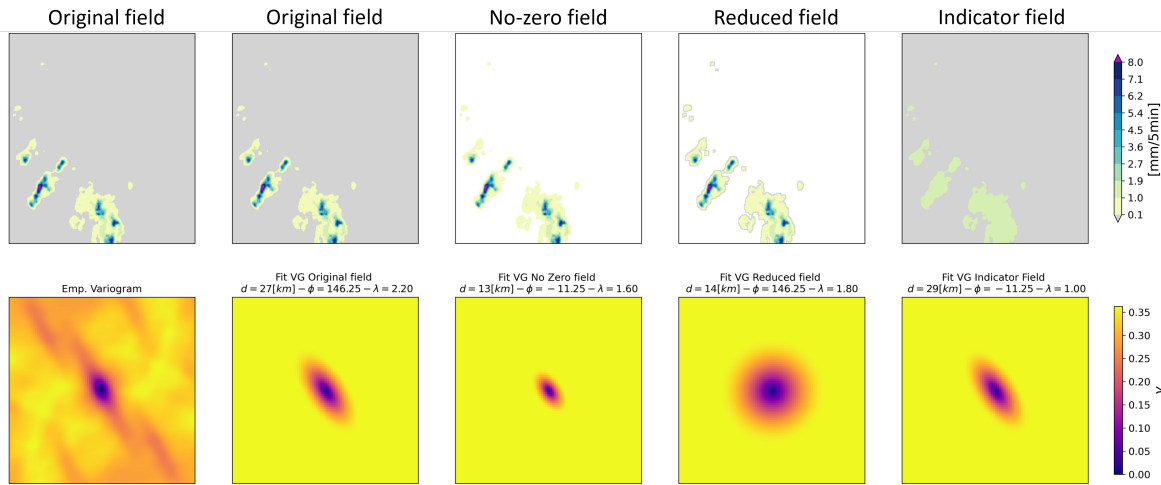 Original field
Original field
No-zero field
Reduced field
Indicator field
8.0
7.1
6.2
5.4
4.5
3.6
2.7
1.9
1.0
0.1
[mm/5min]
Emp. Variogram
Fit VG Original field
d = 27[km] − ϕ = 146.25 − λ = 2.20
Fit VG No Zero field
d = 13[km] − ϕ = − 11.25 − λ = 1.60
Fit VG Reduced field
d = 14[km] − ϕ = 146.25 − λ = 1.80
Fit VG Indicator Field
d = 29[km] − ϕ = − 11.25 − λ = 1.00
0.35
0.30
0.25
0.20
0.15
0.10
0.05
0.00